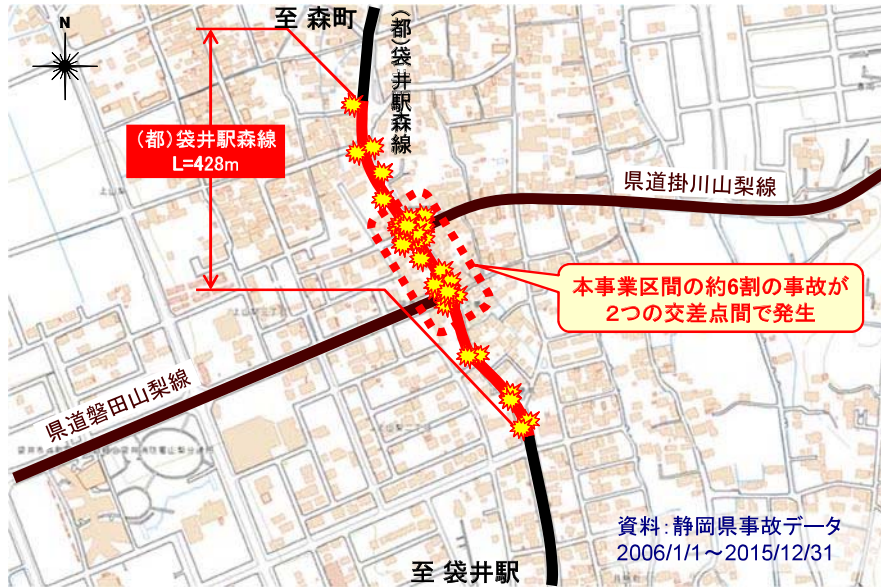 至 森町
N
(都)袋井駅森線
(都)袋井駅森線
L=428m
県道掛川山梨線
上山梨
本事業区間の約6割の事故が
2つの交差点間で発生
県道磐田山梨線
資料:静岡県事故データ
2006/1/1～2015/12/31
至 袋井駅